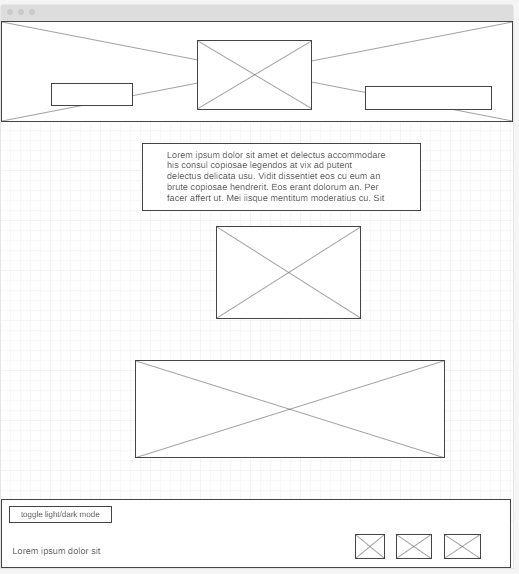 Lorem ipsum dolor sit amet et delectus accommodare
his consul copiosae legendos at vix ad putent
delectus delicata usu. Vidit dissentiet eos cu eum an
brute copiosae hendrerit. Eos erant dolorum an. Per
facer affert ut. Mei iisque mentitum moderatius cu. Sit
toggle light/dark mode
Lorem ipsum dolor sit